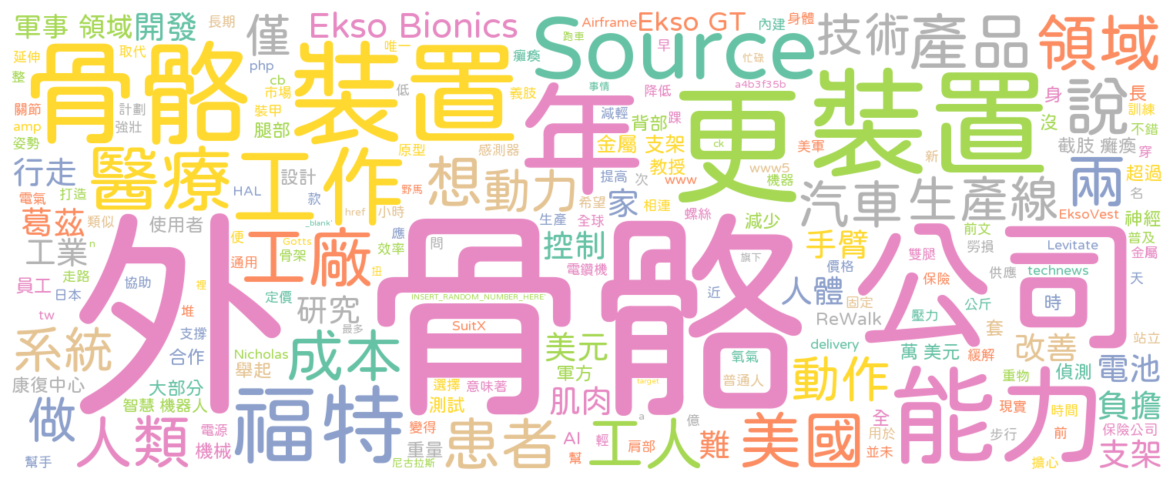 軍事 領域
開發
長期
僅
Ekso Bionics
Source
Airframe
Ekso GT
內建
身體
技術
產品
領域
延伸
取代
骨骼
裝置
唯一
癱瘓
跑車
早
忙碌
整
php
cb
市場
低
義肢
事情
降低
a4b3f35b
裝置
說
身
長
關節
計劃
裝甲
年
更
減輕
踝
訓練
amp
強壯
腿部
背部
沒
不錯
姿勢
原型
感測器
金屬 支架
ck
美軍
截肢 癱瘓
穿
行走
醫療
工作
想
動力
教授
www
www5
新
兩
超過
HAL
設計
提高
次
機器
名
電氣
打造
款
野馬
希望
家
相連
汽車
生產線
EksoVest
神經
葛茲
類似
使用者
_blank
href
小時
生產
全球
螺絲
減少
前文
普及
便
Gotts
應
問
控制
手臂
勞損
Levitate
金屬
工業
n
通用
骨架
工廠
效率
扭
電鑽機
旗下
價格
雙腿
員工
走路
外
骨骼
公司
保險
供應
technews
天
日本
協助
裡
定價
研究
INSERT_RANDOM_NUMBER_HERE
近
人體
固定
公斤
時
tw
堆
支撐
最多
SuitX
ReWalk
壓力
套
站立
系統
合作
Nicholas
成本
美元
氧氣
delivery
萬 美元
改善
康復中心
大部分
舉起
軍方
普通人
動作
緩解
偵測
電池
智慧 機器人
選擇
意味著
target
重物
做
福特
測試
肌肉
a
億
全
能力
現實
時間
負擔
人類
電源
變得
患者
AI
輕
工人
難
美國
用於
步行
前
保險公司
機械
重量
幫
肩部
並未
擔心
支架
幫手
尼古拉斯